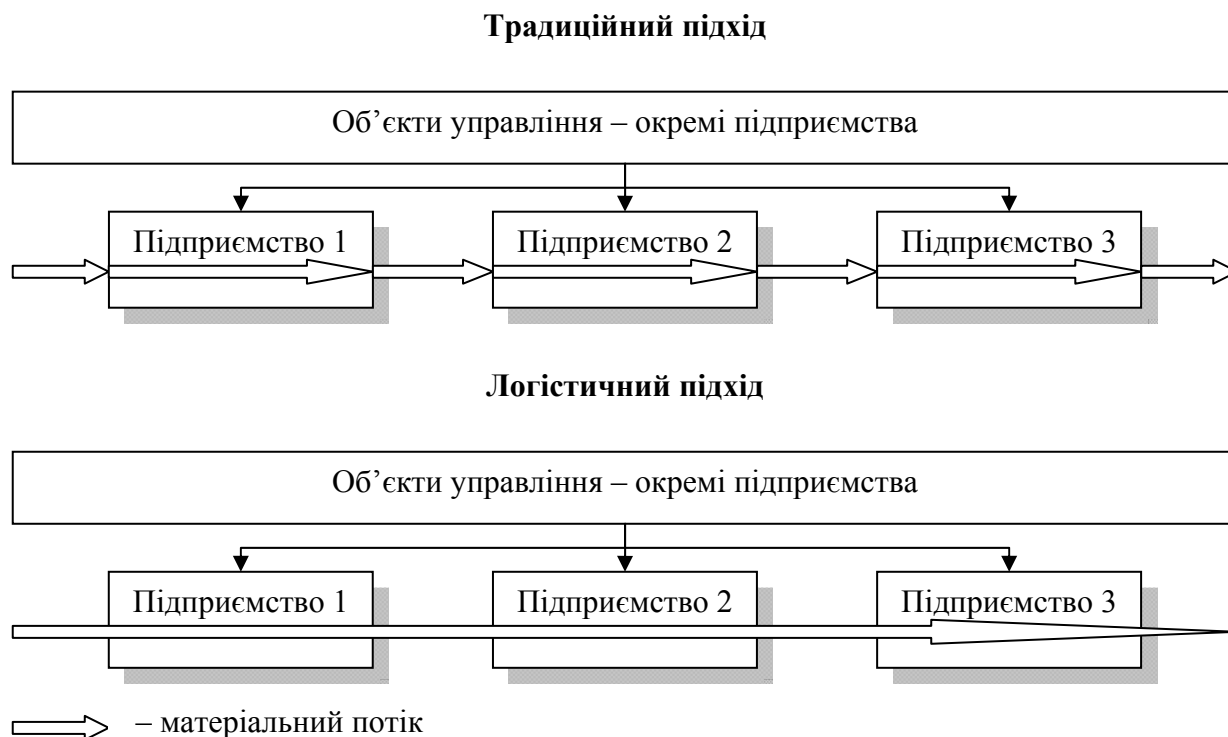 Традиційний підхід
Об’єкти управління – окремі підприємства
Підприємство 1
Підприємство 2
Підприємство 3
Логістичний підхід
Об’єкти управління – окремі підприємства
Підприємство 1
Підприємство 2
Підприємство 3
– матеріальний потік